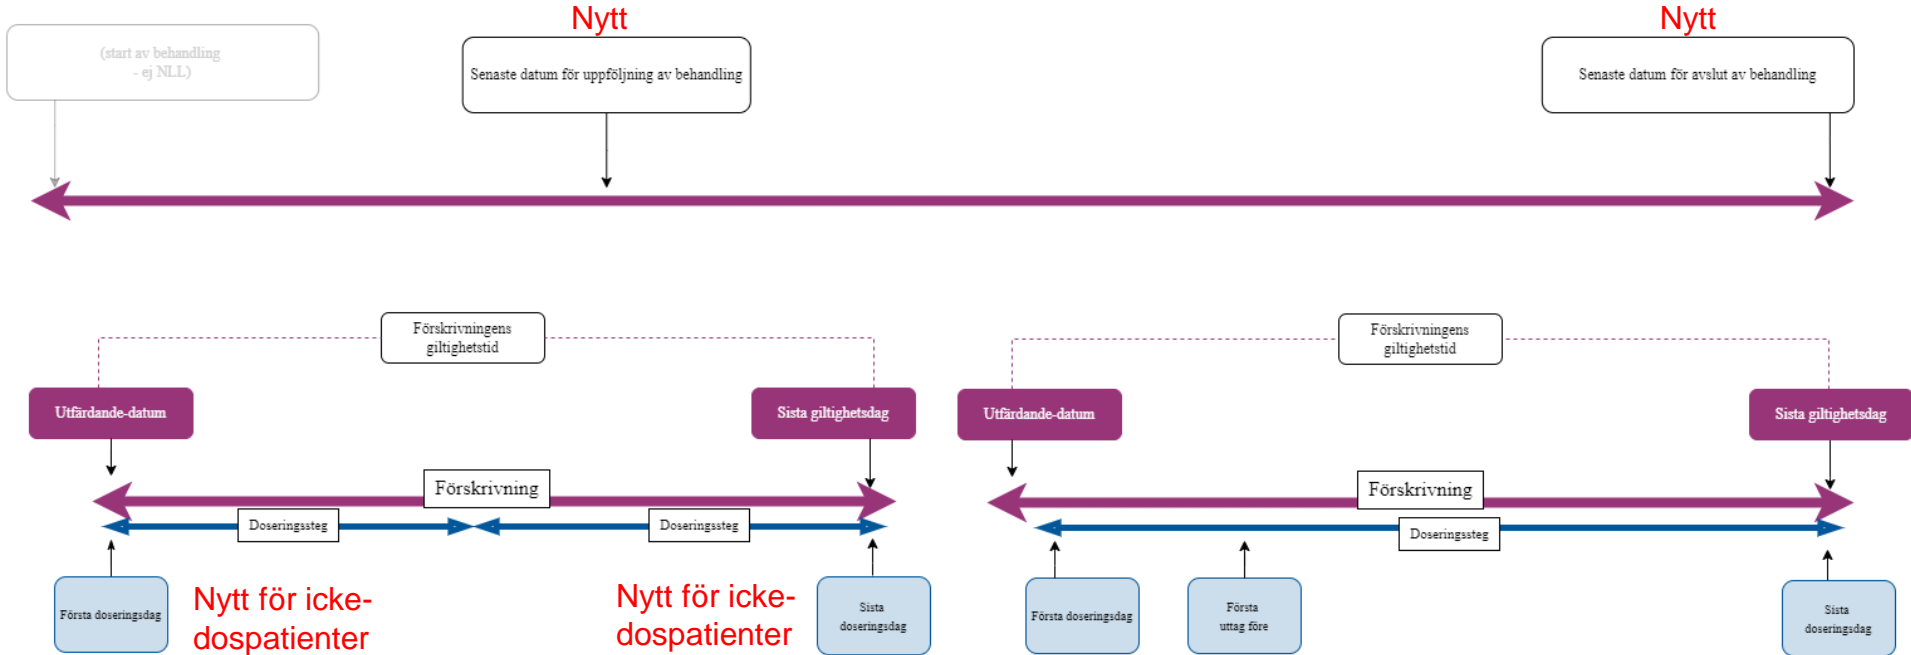 Nytt
Nytt
(start av behandling
- ej NLL)
Senaste datum för uppföljning av behandling
Senaste datum för avslut av behandling
Förskrivningens
giltighetstid
Förskrivningens
giltighetstid
Utfärdande-datum
Sista giltighetsdag
Utfärdande-datum
Sista giltighetsdag
Förskrivning
Förskrivning
Doseringssteg
Doseringssteg
Doseringssteg
Första doseringsdag
Nytt för icke-
dospatienter
Nytt för icke-
dospatienter
Sista
doseringsdag
Första doseringsdag
Första
uttag före
Sista
doseringsdag